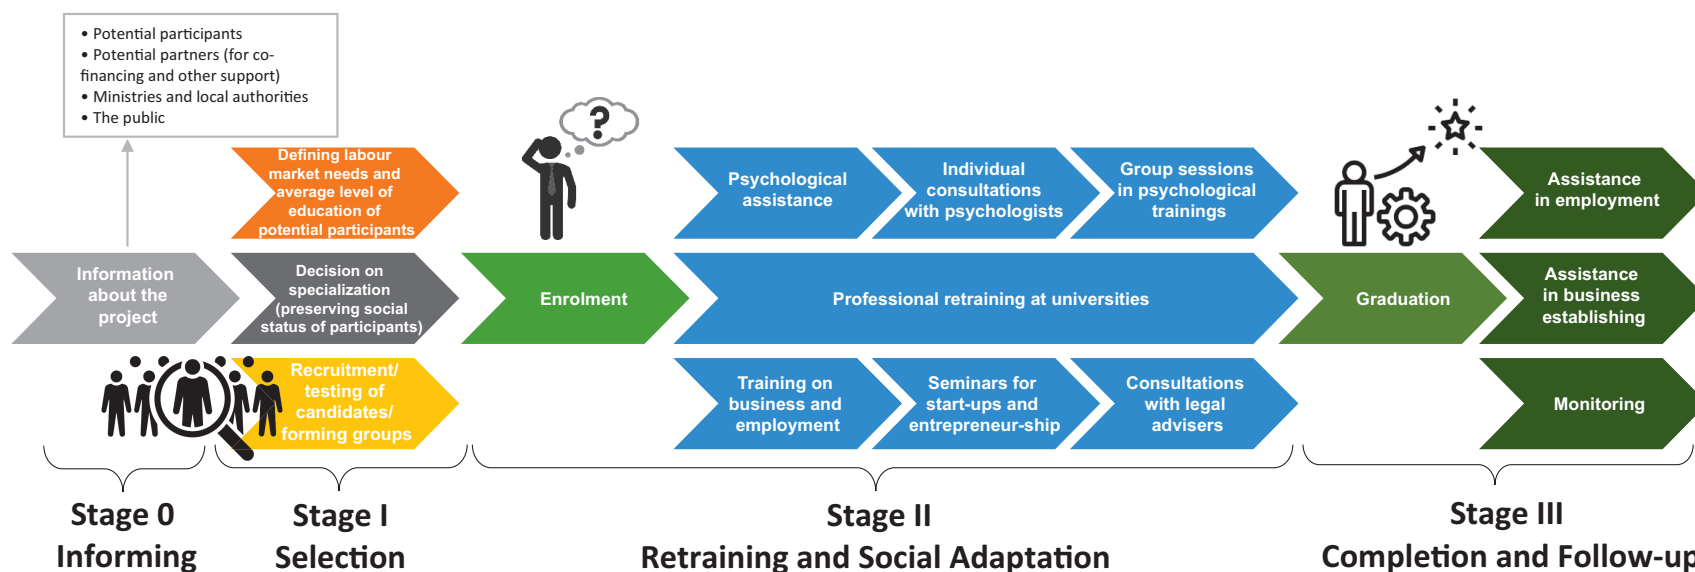 • Potential participants
• Potential partners (for co-
financing and other support)
• Ministries and local authorities
• The public
Information
about the
project
Defining labour
market needs and
average level of
education of
potential participants
Decision on
specialization
(preserving social
status of participants)
Recruitment/
testing of
candidates/
forming groups
?
Enrolment
Psychological
assistance
Individual
consultations
with psychologists
Group sessions
in psychological
trainings
Professional retraining at universities
Training on
business and
employment
Seminars for
start-ups and
entrepreneur-ship
Consultations
with legal
advisers
Graduation
Assistance
in employment
Assistance
in business
establishing
Monitoring
Stage 0
Informing
Stage I
Selection
Stage II
Retraining and Social Adaptation
Stage III
Completion and Follow-up